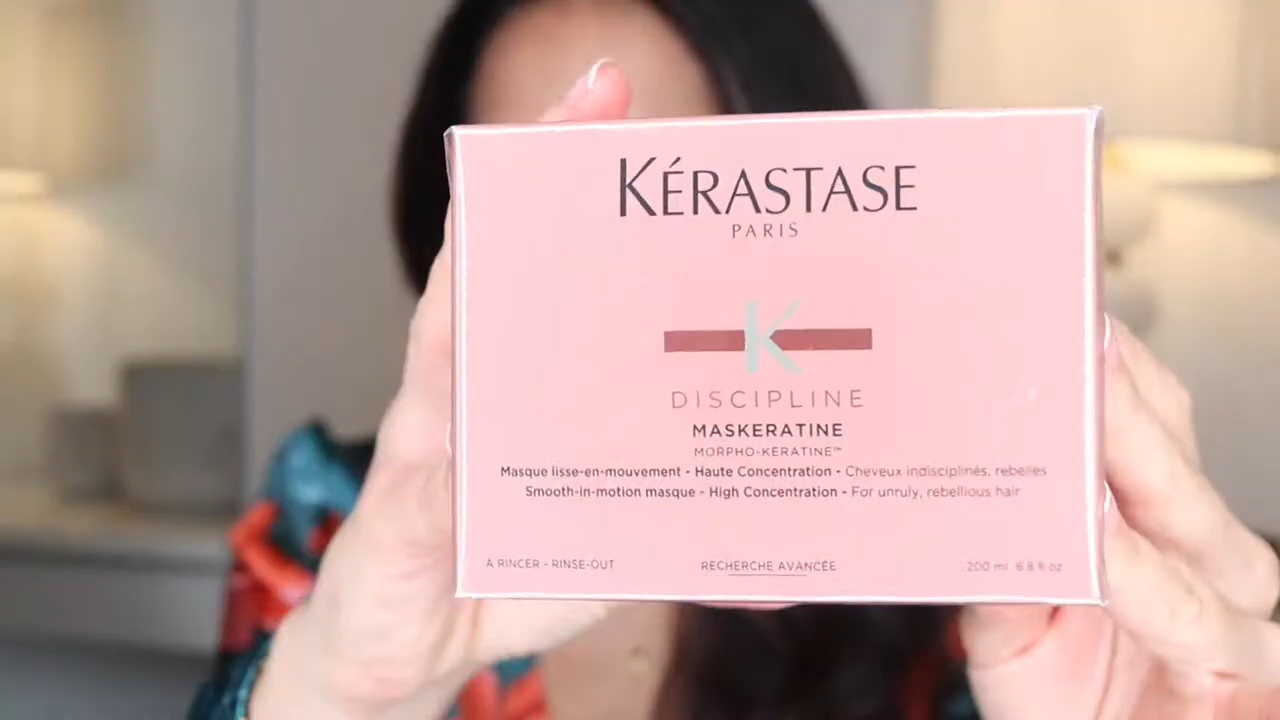 KÉRASTASE
PARIS
K
DISCIPLINE
MASKERATINE
MORPHO-KERATINE™
Masque lisse-en-mouvement - Haute Concentration - Cheveux indisciplinés, rebelles
Smooth-in-motion masque - High Concentration - For unruly, rebellious hair
À RINCER - RINSE-OUT
RECHERCHE AVANCÉE
200 ml 6.8 fl oz